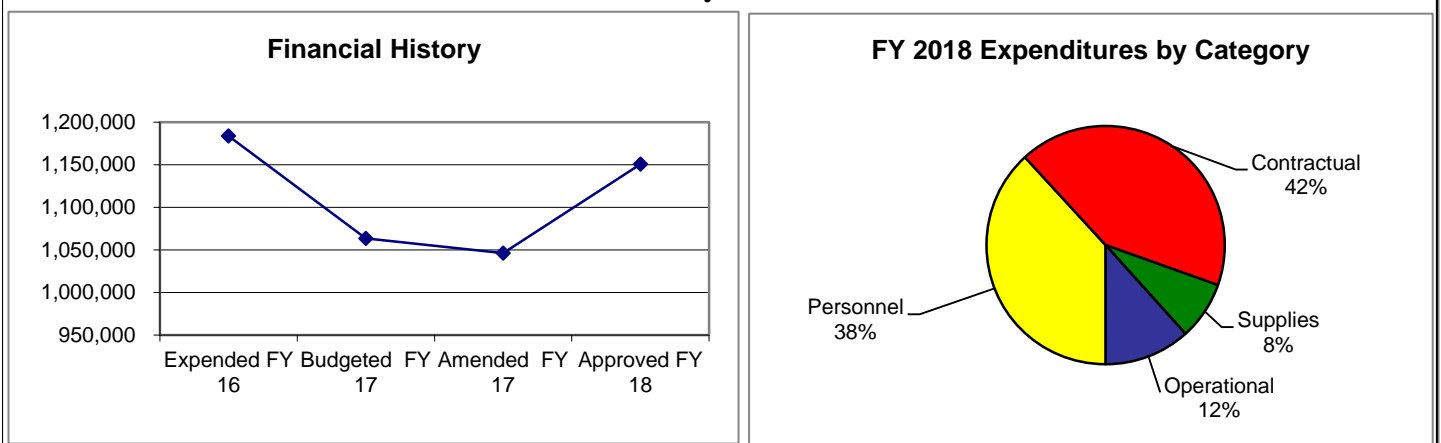 Financial History
1,200,000
1,150,000
1,100,000
1,050,000
1,000,000
950,000
Expended FY 16
Budgeted FY 17
Amended FY 17
Approved FY 18
FY 2018 Expenditures by Category
Contractual
42%
Personnel
38%
Supplies
8%
Operational
12%